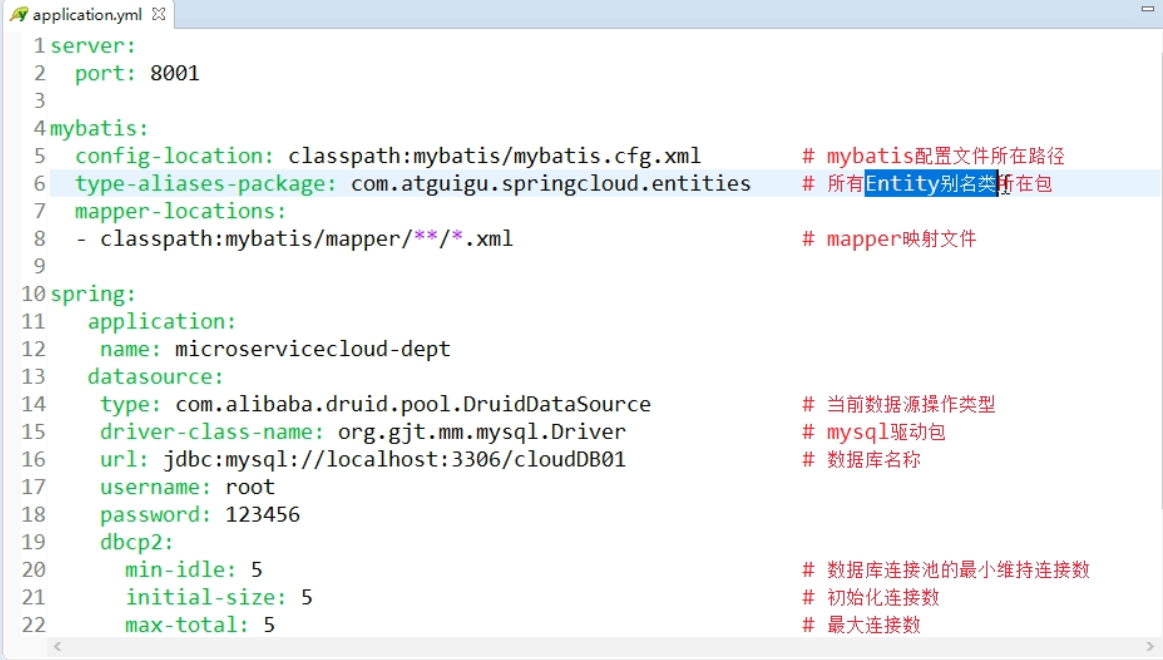 application.yml
1 server:
2   port: 8001
3
4 mybatis:
5   config-location: classpath:mybatis/mybatis.cfg.xml # mybatis配置文件所在路径
6   type-aliases-package: com.atguigu.springcloud.entities # 所有Entity别名类所在包
7   mapper-locations:
8   - classpath:mybatis/mapper/**/*.xml # mapper映射文件
9
10 spring:
11    application:
12     name: microservicecloud-dept
13    datasource:
14     type: com.alibaba.druid.pool.DruidDataSource # 当前数据源操作类型
15     driver-class-name: org.gjt.mm.mysql.Driver # mysql驱动包
16     url: jdbc:mysql://localhost:3306/cloudDB01 # 数据库名称
17     username: root
18     password: 123456
19     dbcp2:
20       min-idle: 5 # 数据库连接池的最小维持连接数
21       initial-size: 5 # 初始化连接数
22       max-total: 5 # 最大连接数